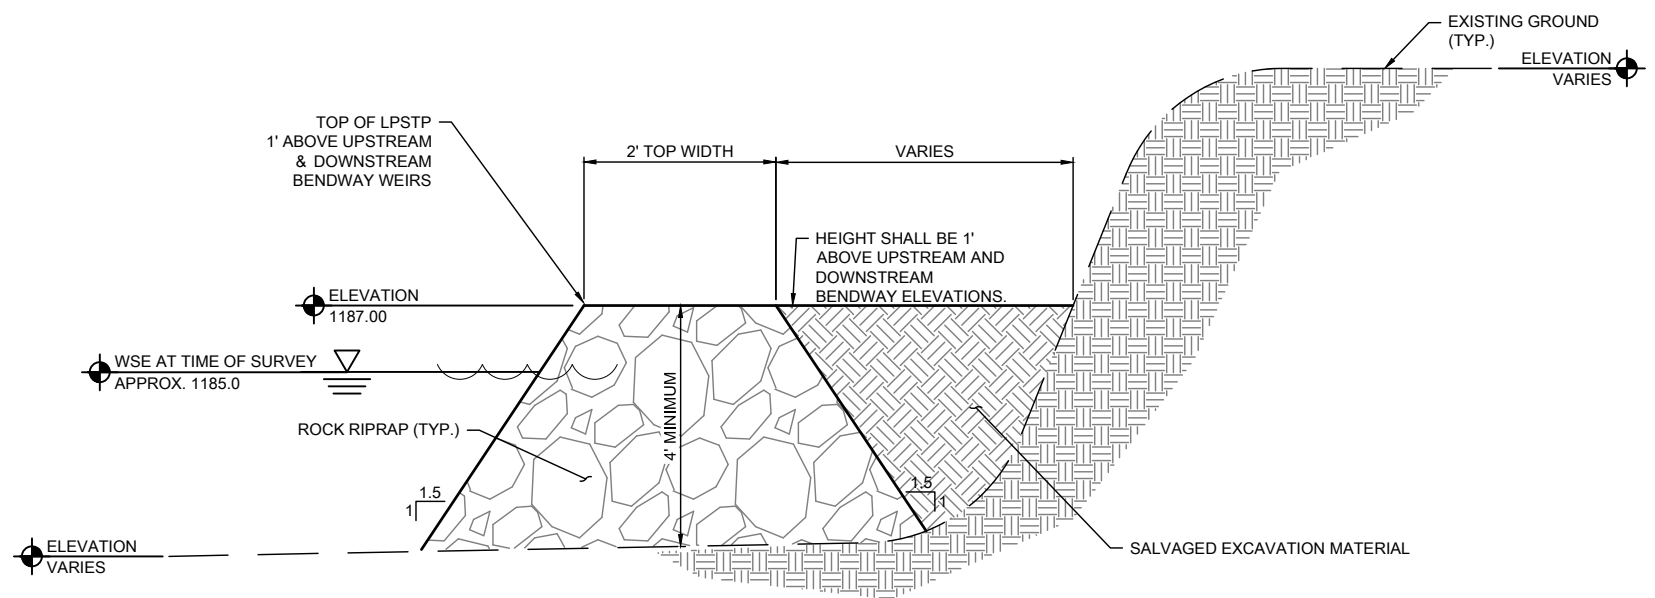 EXISTING GROUND
(TYP.)
ELEVATION
VARIES
TOP OF LPSTP
1' ABOVE UPSTREAM
& DOWNSTREAM
BENDWAY WEIRS
2' TOP WIDTH
VARIES
HEIGHT SHALL BE 1'
ABOVE UPSTREAM AND
DOWNSTREAM
BENDWAY ELEVATIONS.
ELEVATION
1187.00
WSE AT TIME OF SURVEY
APPROX. 1185.0
4' MINIMUM
ROCK RIPRAP (TYP.)
1.5
1
1.5
1
ELEVATION
VARIES
SALVAGED EXCAVATION MATERIAL